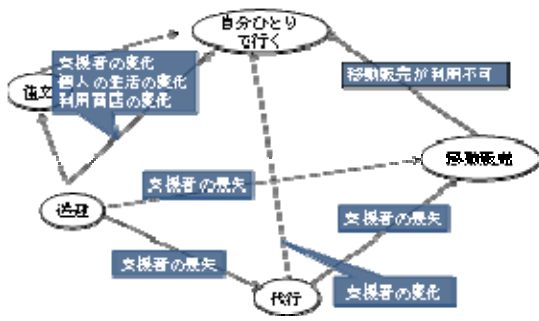 自分ひとり
で行く
支援者の変化
個人の生活の変化
利用商店の変化
注文
移動販売が利用不可
移動販売
支援者の喪失
送迎
支援者の喪失
支援者の喪失
代行
支援者の変化